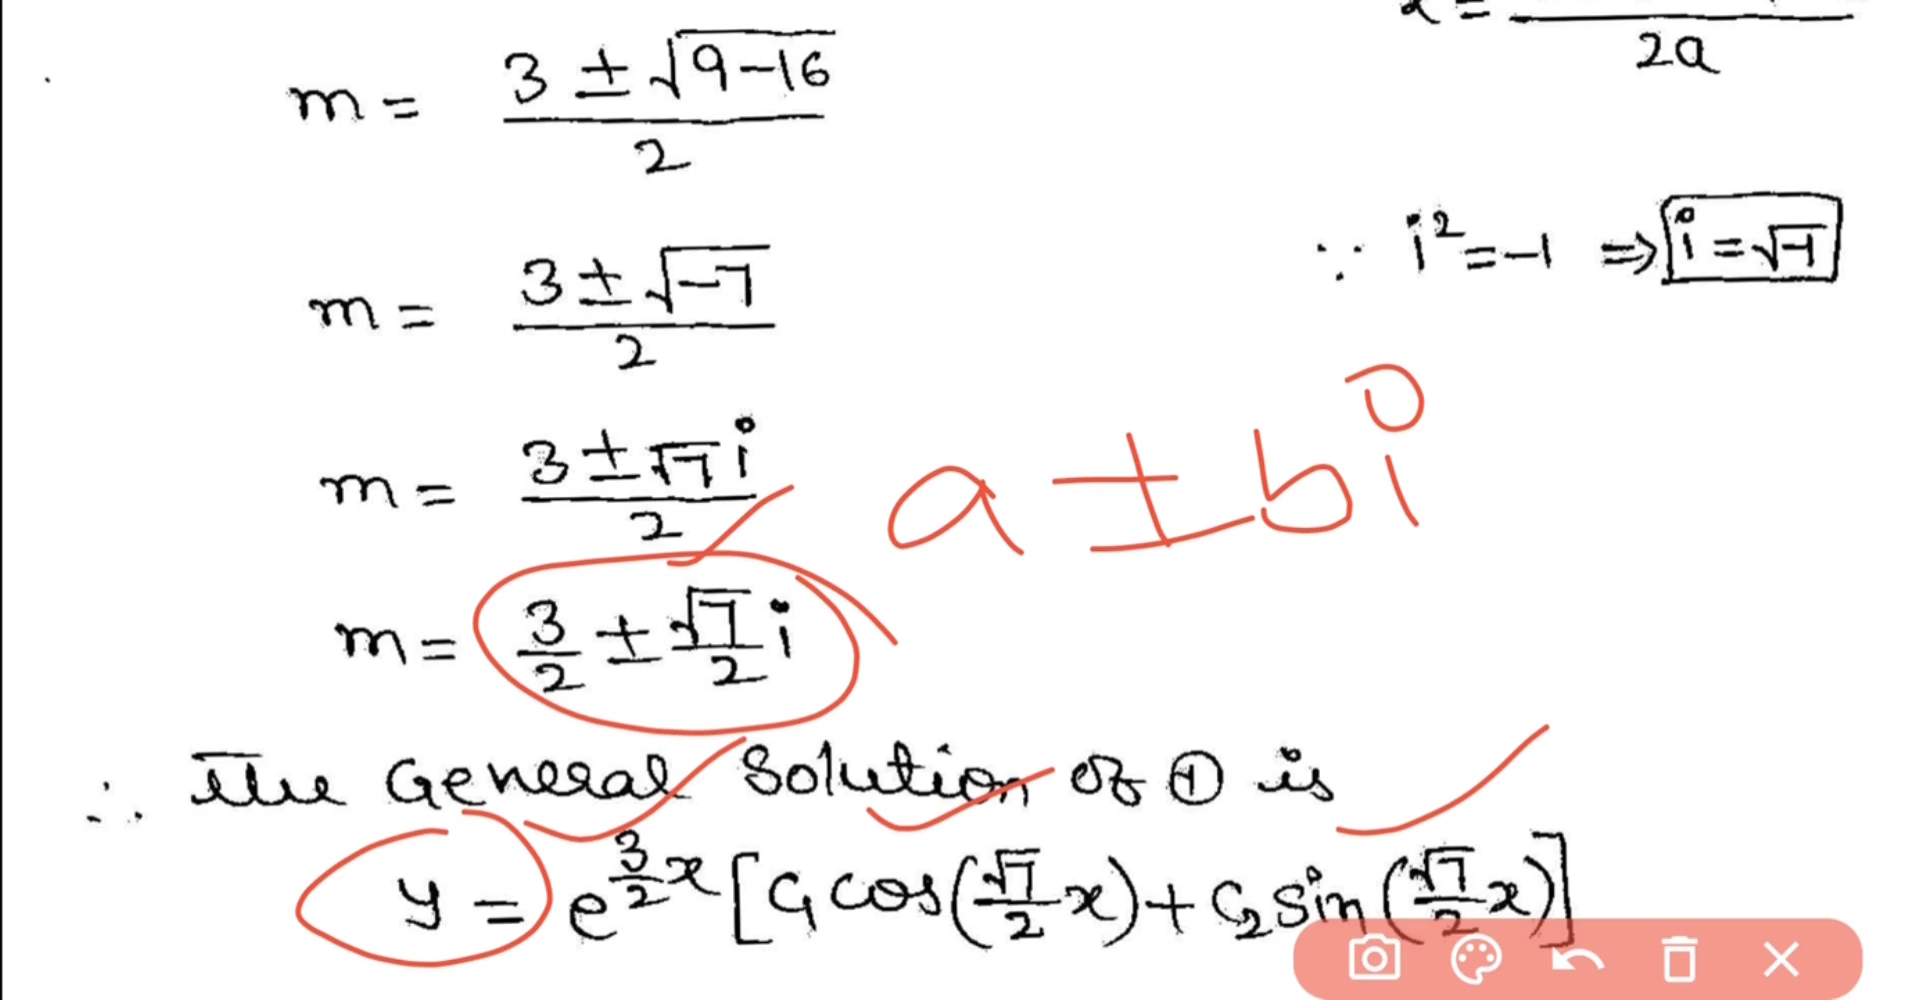 x = ―
2a
m = (3 ± √(9-16)) / 2
∵ i² = -1 ⇒ i = √-1
m = (3 ± √-7) / 2
m = (3 ± √7 i) / 2
a ± bi
m = 3/2 ± √7/2 i
∴ The General Solution of ① is
y = e^(3/2 x) [C₁ cos(√7/2 x) + C₂ sin(√7/2 x)]